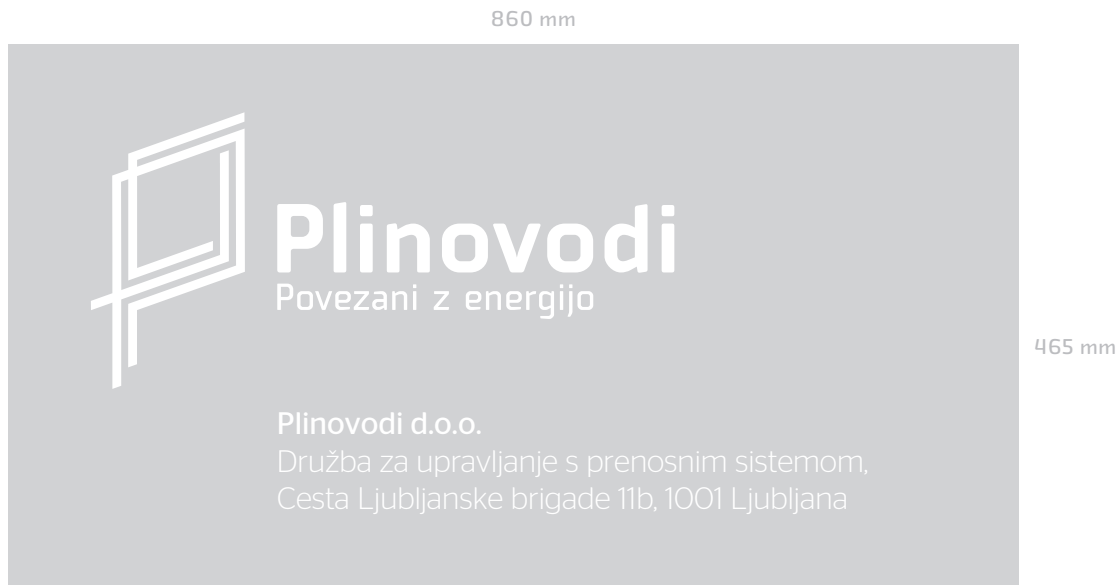 860 mm
Plinovodi
Povezani z energijo
465 mm
Plinovodi d.o.o.
Družba za upravljanje s prenosnim sistemom,
Cesta Ljubljanske brigade 11b, 1001 Ljubljana